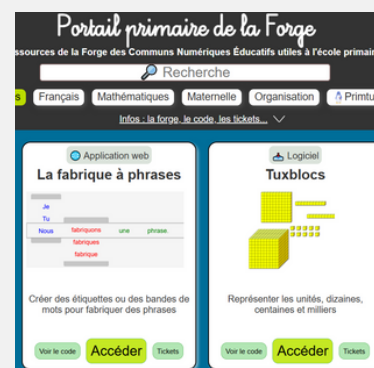 Portail primaire de la Forge
ssources de la Forge des Communs Numériques Éducatifs utiles à l'école primair
Recherche
s
Français
Mathématiques
Maternelle
Organisation
Primtu
Infos : la forge, le code, les tickets...
Application web
La fabrique à phrases
Je
Tu
Nous fabriquons une phrase.
fabriques
fabrique
Créer des étiquettes ou des bandes de
mots pour fabriquer des phrases
Voir le code
Accéder
Tickets
Logiciel
Tuxblocs
Représenter les unités, dizaines,
centaines et milliers
Voir le code
Accéder
Tickets